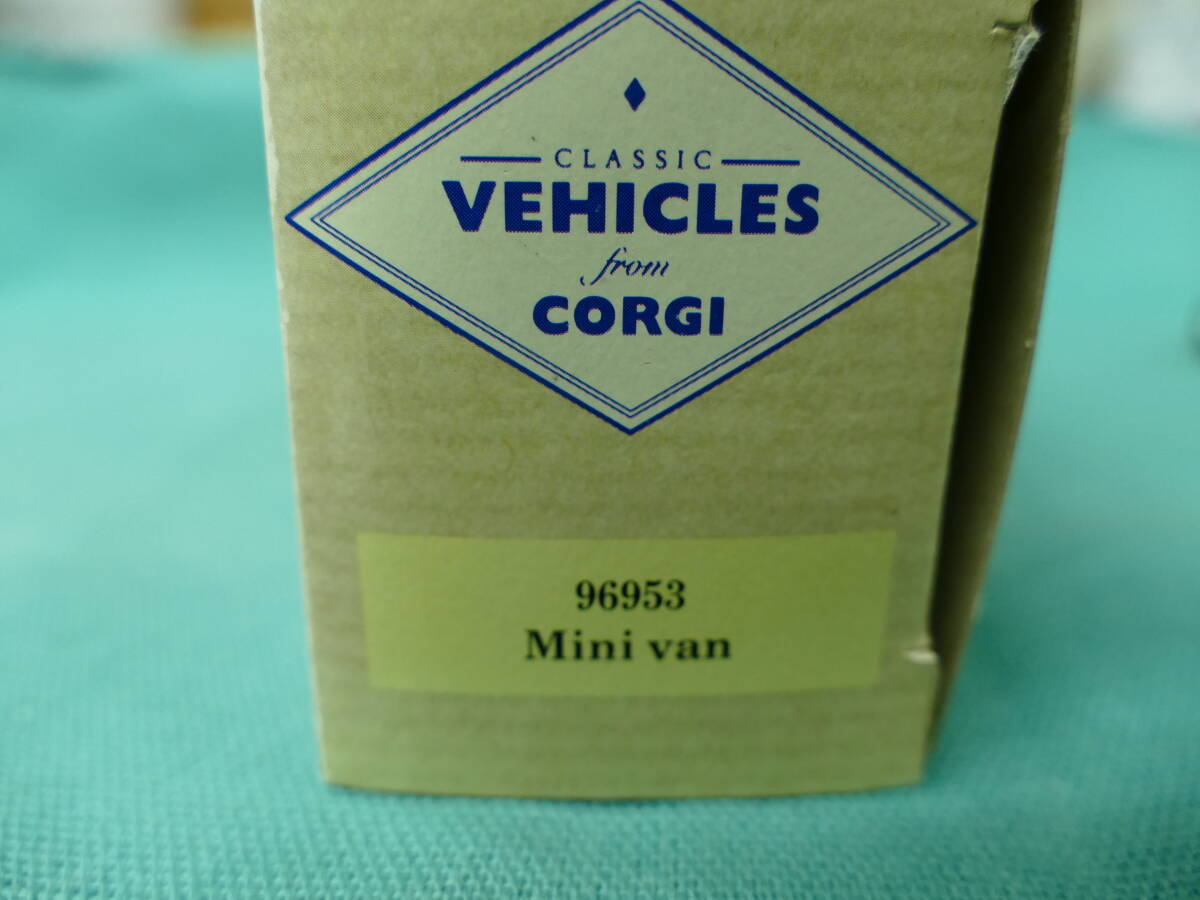 CLASSIC
VEHICLES
from
CORGI
96953
Mini van